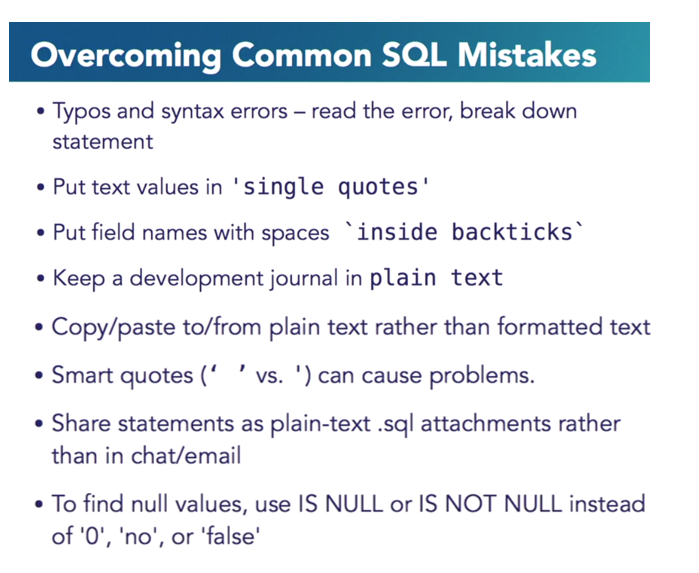 Overcoming Common SQL Mistakes
• Typos and syntax errors – read the error, break down
statement
• Put text values in 'single quotes'
• Put field names with spaces `inside backticks`
• Keep a development journal in plain text
• Copy/paste to/from plain text rather than formatted text
• Smart quotes (‘ ’ vs. ') can cause problems.
• Share statements as plain-text .sql attachments rather
than in chat/email
• To find null values, use IS NULL or IS NOT NULL instead
of '0', 'no', or 'false'